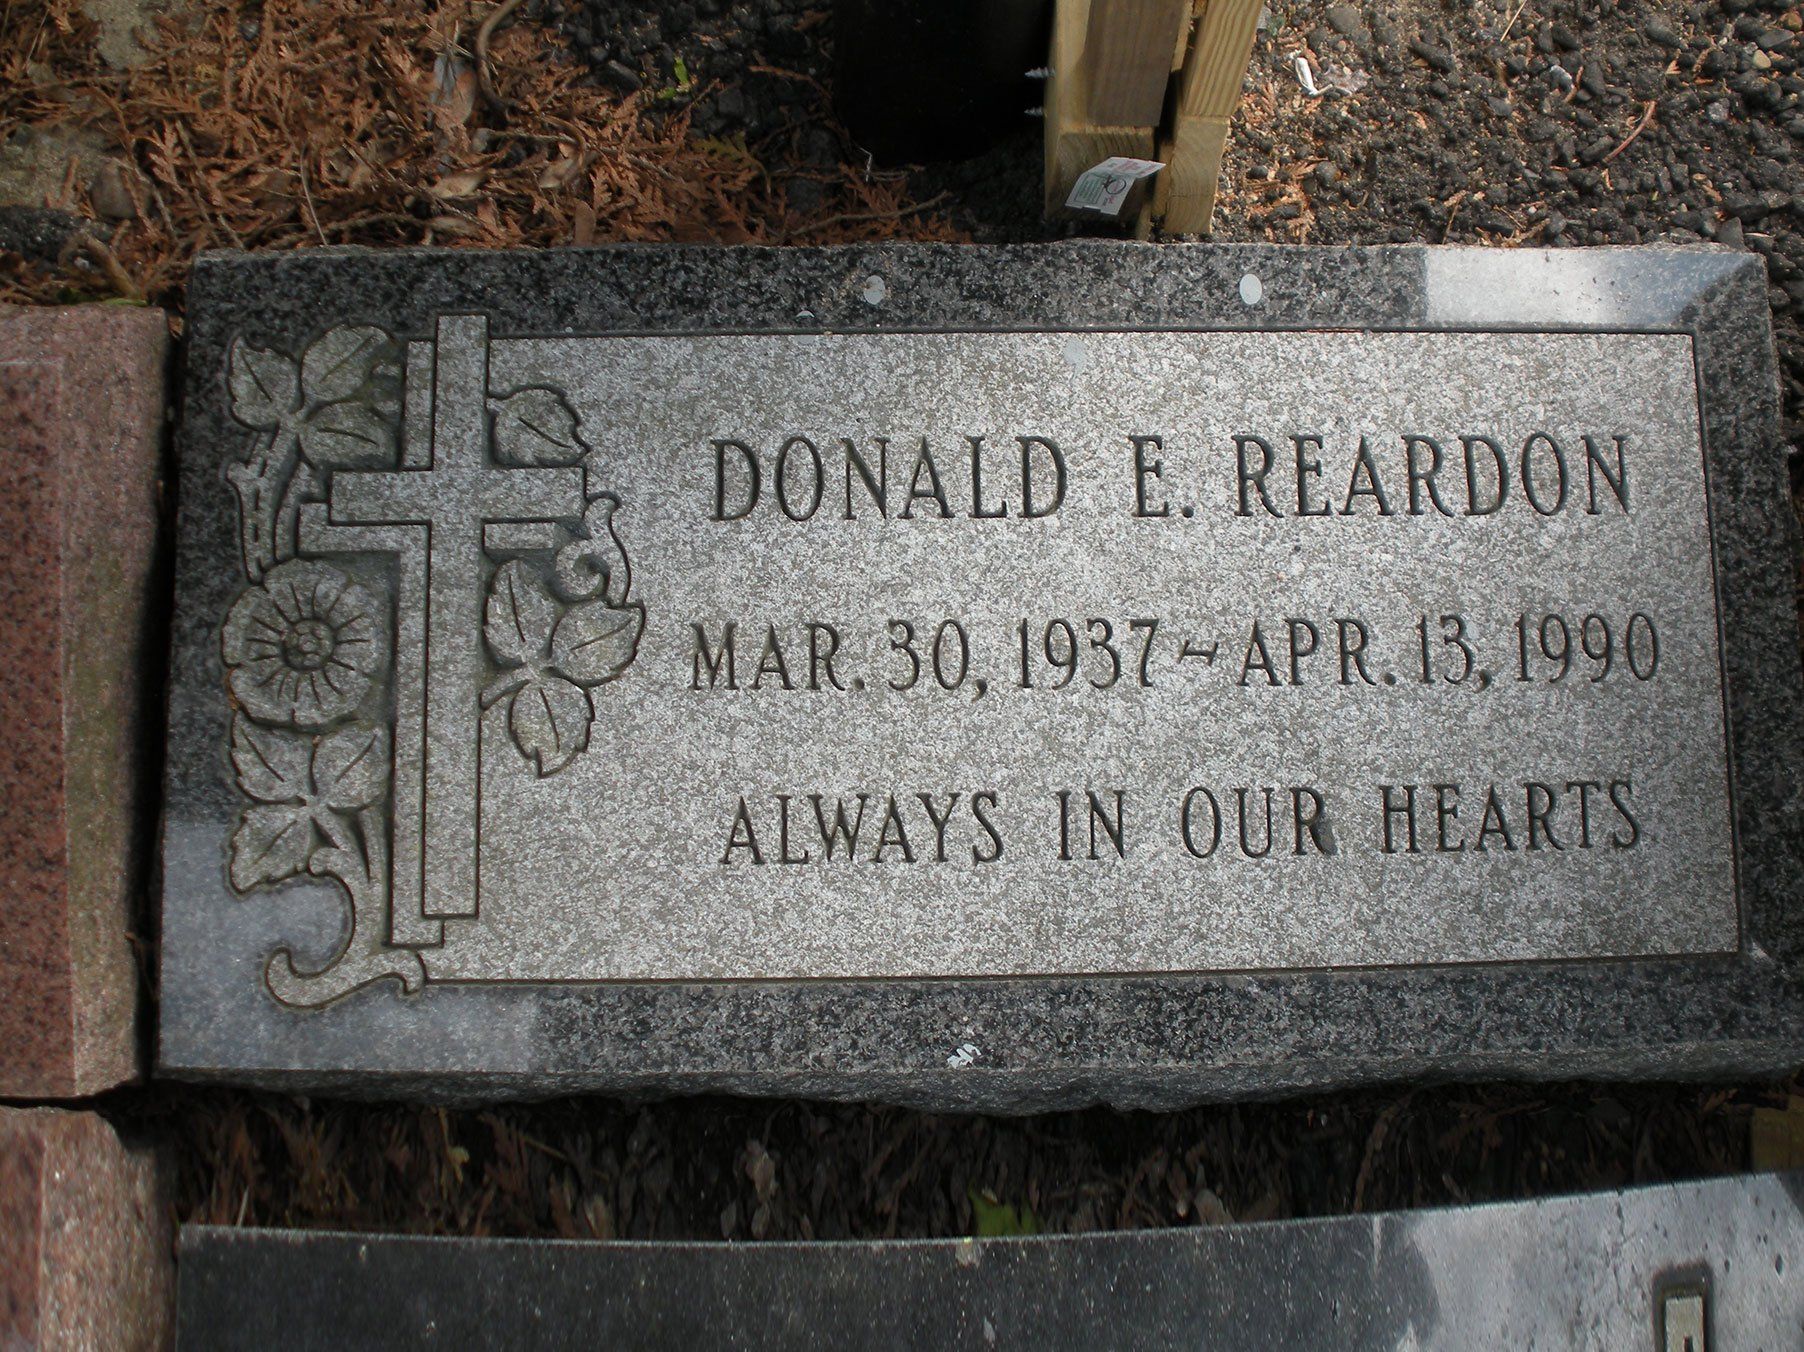 DONALD E. REARDON
MAR. 30, 1937 ~ APR. 13, 1990
ALWAYS IN OUR HEARTS